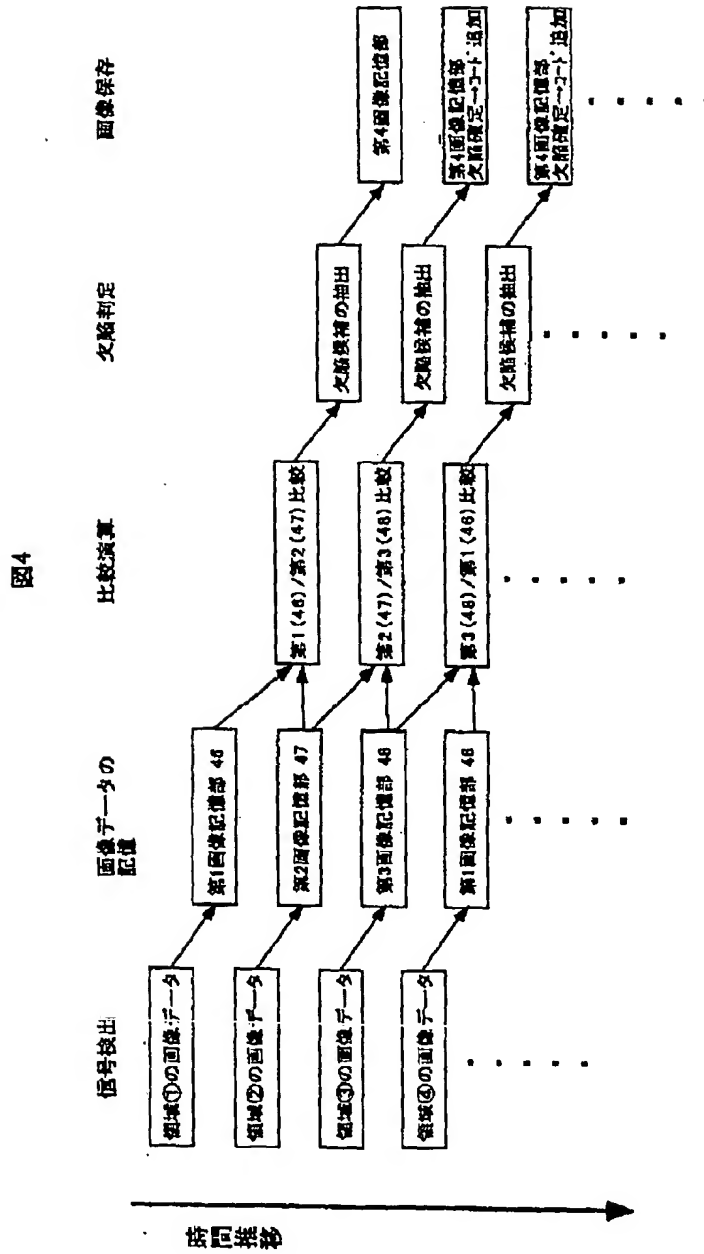 図4
信号検出
画像データの
記憶
比較演算
欠陥判定
画像保存
時間推移
領域①の画像データ
領域②の画像データ
領域③の画像データ
領域④の画像データ
第1画像記憶部 46
第2画像記憶部 47
第3画像記憶部 48
第1画像記憶部 46
第1(46)/第2(47)比較
第2(47)/第3(48)比較
第3(48)/第1(46)比較
欠陥候補の抽出
欠陥候補の抽出
欠陥候補の抽出
第4画像記憶部
第4画像記憶部
欠陥確定→コード追加
第4画像記憶部
欠陥確定→コード追加